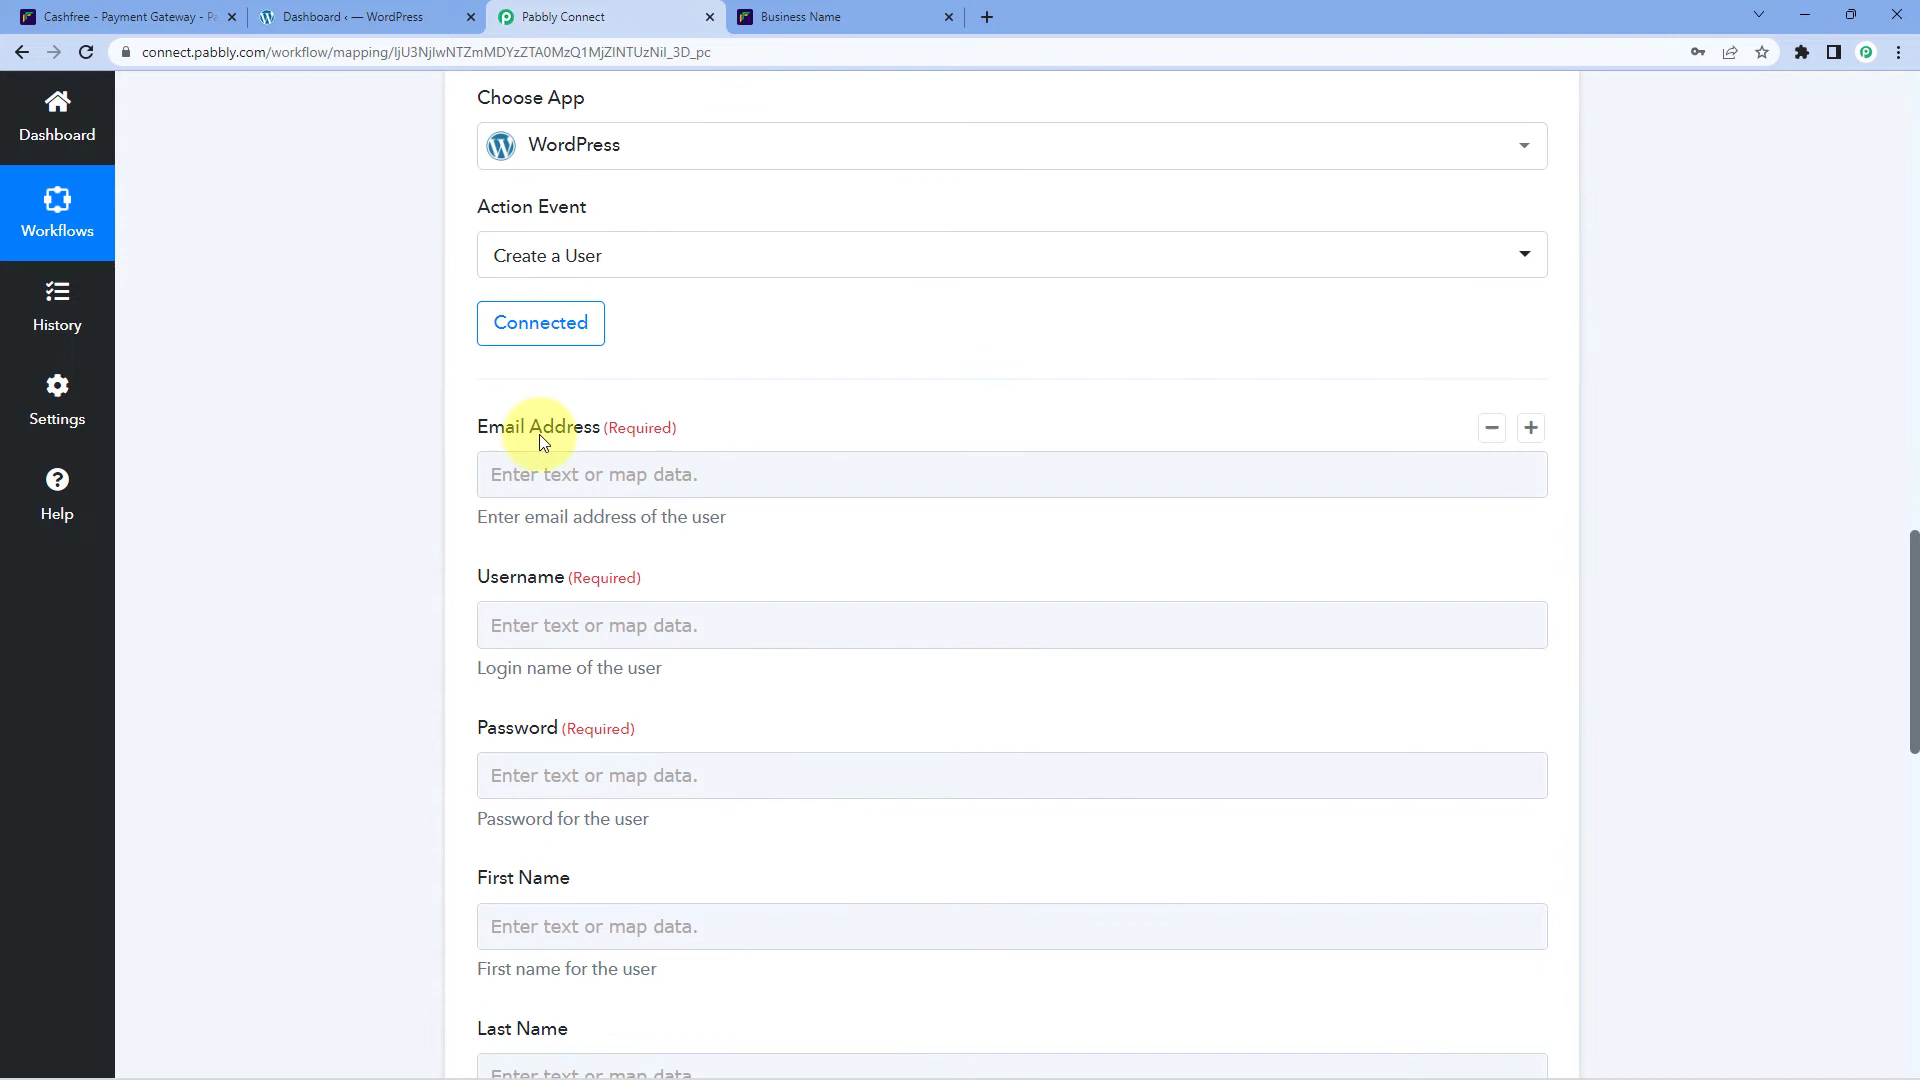 Cashfree - Payment Gateway - Pa
Dashboard ‹ — WordPress
Pabbly Connect
Business Name
connect.pabbly.com/workflow/mapping/
Dashboard
Workflows
History
Settings
Help
Choose App
WordPress
Action Event
Create a User
Connected
Email Address (Required)
Enter text or map data.
Enter email address of the user
Username (Required)
Enter text or map data.
Login name of the user
Password (Required)
Enter text or map data.
Password for the user
First Name
Enter text or map data.
First name for the user
Last Name
Enter text or map data.